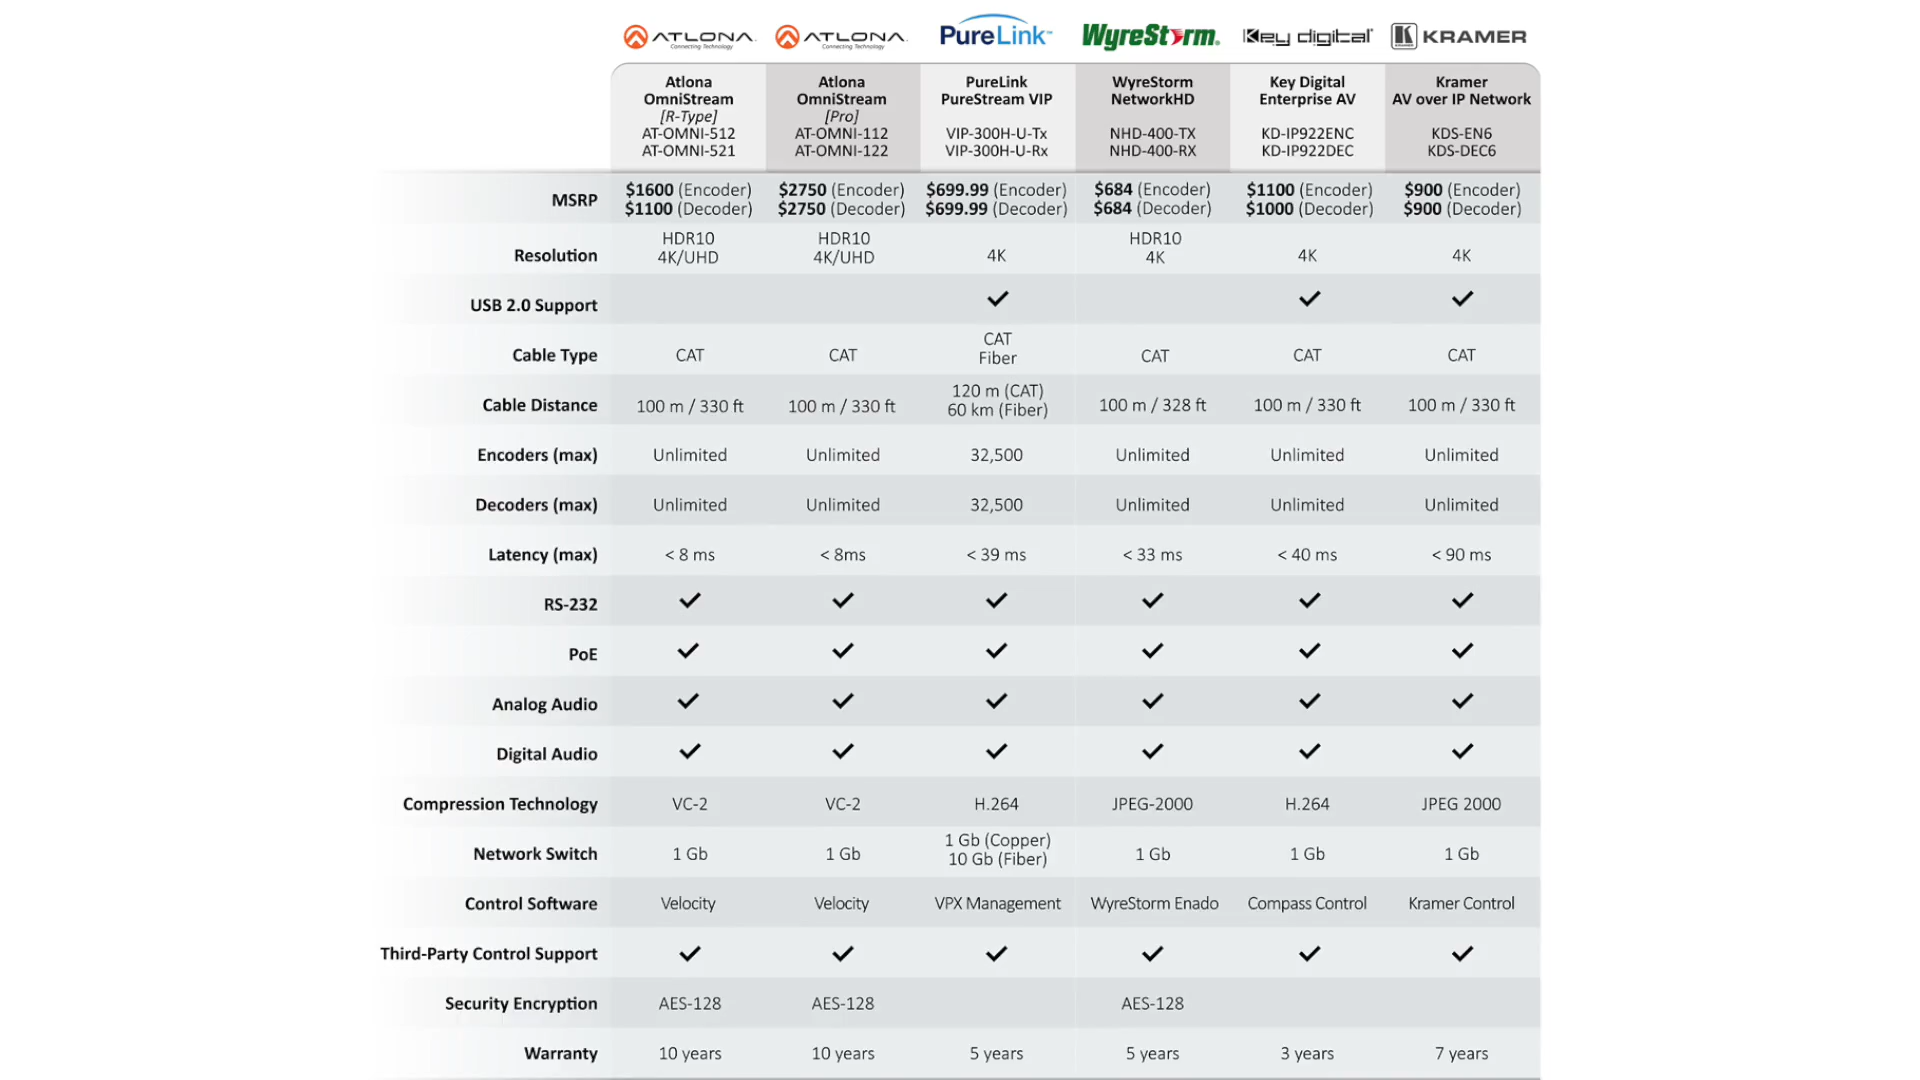 ATLONA ATLONA PureLink™ WyreStorm® Key digital® KRAMER
Connecting Technology Connecting Technology
Atlona Atlona PureLink WyreStorm Key Digital Kramer
OmniStream OmniStream PureStream VIP NetworkHD Enterprise AV AV over IP Network
[R-Type] [Pro]
AT-OMNI-512 AT-OMNI-112 VIP-300H-U-Tx NHD-400-TX KD-IP922ENC KDS-EN6
AT-OMNI-521 AT-OMNI-122 VIP-300H-U-Rx NHD-400-RX KD-IP922DEC KDS-DEC6
MSRP
$1600 (Encoder) $2750 (Encoder) $699.99 (Encoder) $684 (Encoder) $1100 (Encoder) $900 (Encoder)
$1100 (Decoder) $2750 (Decoder) $699.99 (Decoder) $684 (Decoder) $1000 (Decoder) $900 (Decoder)
HDR10 HDR10 HDR10
Resolution 4K/UHD 4K/UHD 4K 4K 4K 4K
USB 2.0 Support ✓ ✓ ✓
Cable Type CAT CAT CAT CAT CAT CAT
Fiber
Cable Distance 100 m / 330 ft 100 m / 330 ft 120 m (CAT) 100 m / 328 ft 100 m / 330 ft 100 m / 330 ft
60 km (Fiber)
Encoders (max) Unlimited Unlimited 32,500 Unlimited Unlimited Unlimited
Decoders (max) Unlimited Unlimited 32,500 Unlimited Unlimited Unlimited
Latency (max) < 8 ms < 8ms < 39 ms < 33 ms < 40 ms < 90 ms
RS-232 ✓ ✓ ✓ ✓ ✓ ✓
PoE ✓ ✓ ✓ ✓ ✓ ✓
Analog Audio ✓ ✓ ✓ ✓ ✓ ✓
Digital Audio ✓ ✓ ✓ ✓ ✓ ✓
Compression Technology VC-2 VC-2 H.264 JPEG-2000 H.264 JPEG 2000
Network Switch 1 Gb 1 Gb 1 Gb (Copper) 1 Gb 1 Gb 1 Gb
10 Gb (Fiber)
Control Software Velocity Velocity VPX Management WyreStorm Enado Compass Control Kramer Control
Third-Party Control Support ✓ ✓ ✓ ✓ ✓ ✓
Security Encryption AES-128 AES-128 AES-128
Warranty 10 years 10 years 5 years 5 years 3 years 7 years